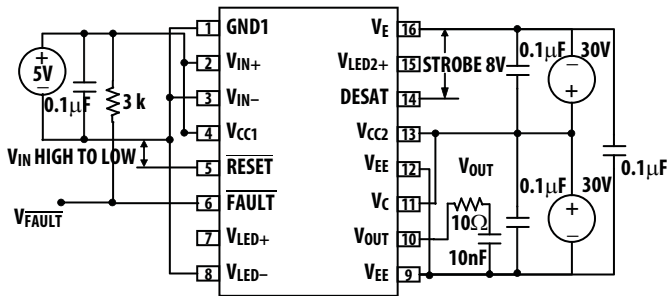 1 GND1
2 VIN+
3 VIN−
4 VCC1
5 RESET
6 FAULT
7 VLED+
8 VLED−
VE 16
VLED2+ 15
DESAT 14
VCC2 13
VEE 12
VC 11
VOUT 10
VEE 9
+
5V
−
0.1μF
3 k
VIN HIGH TO LOW
VFAULT
STROBE 8V
0.1μF
30V
−
+
VOUT
10Ω
10nF
0.1μF
30V
+
−
0.1μF